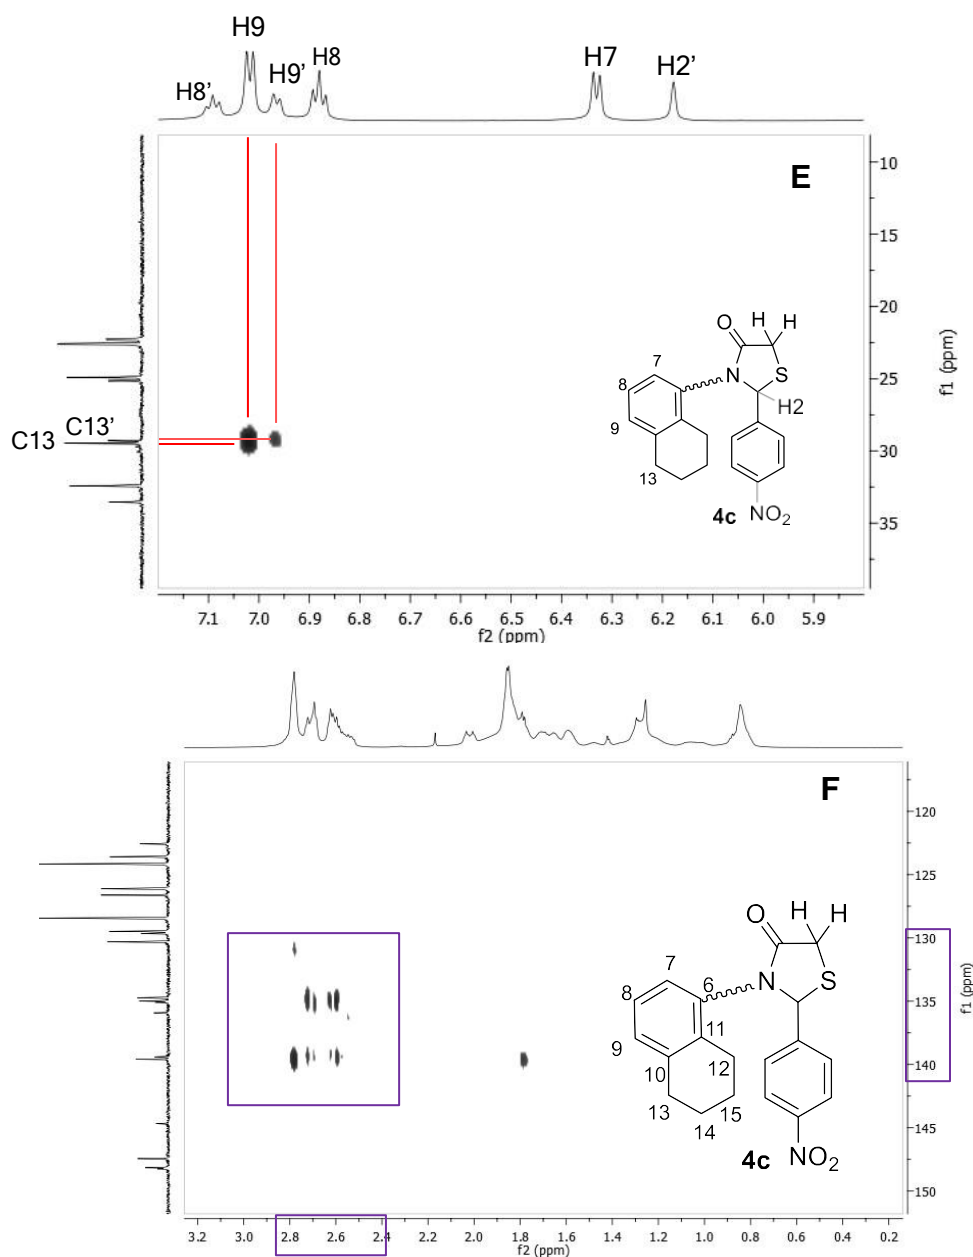 H9
H8' H9' H8 H7 H2'
E
10
15
20
25
30
35
f1 (ppm)
C13 C13'
O H H
7 N S
8 H2
9
13
4c NO2
7.1 7.0 6.9 6.8 6.7 6.6 6.5 6.4 6.3 6.2 6.1 6.0 5.9
f2 (ppm)
F
120
125
130
135
140
145
150
f1 (ppm)
O H H
7 6 N S
8 11
9 10 12
13 15
14
4c NO2
3.2 3.0 2.8 2.6 2.4 2.2 2.0 1.8 1.6 1.4 1.2 1.0 0.8 0.6 0.4 0.2
f2 (ppm)